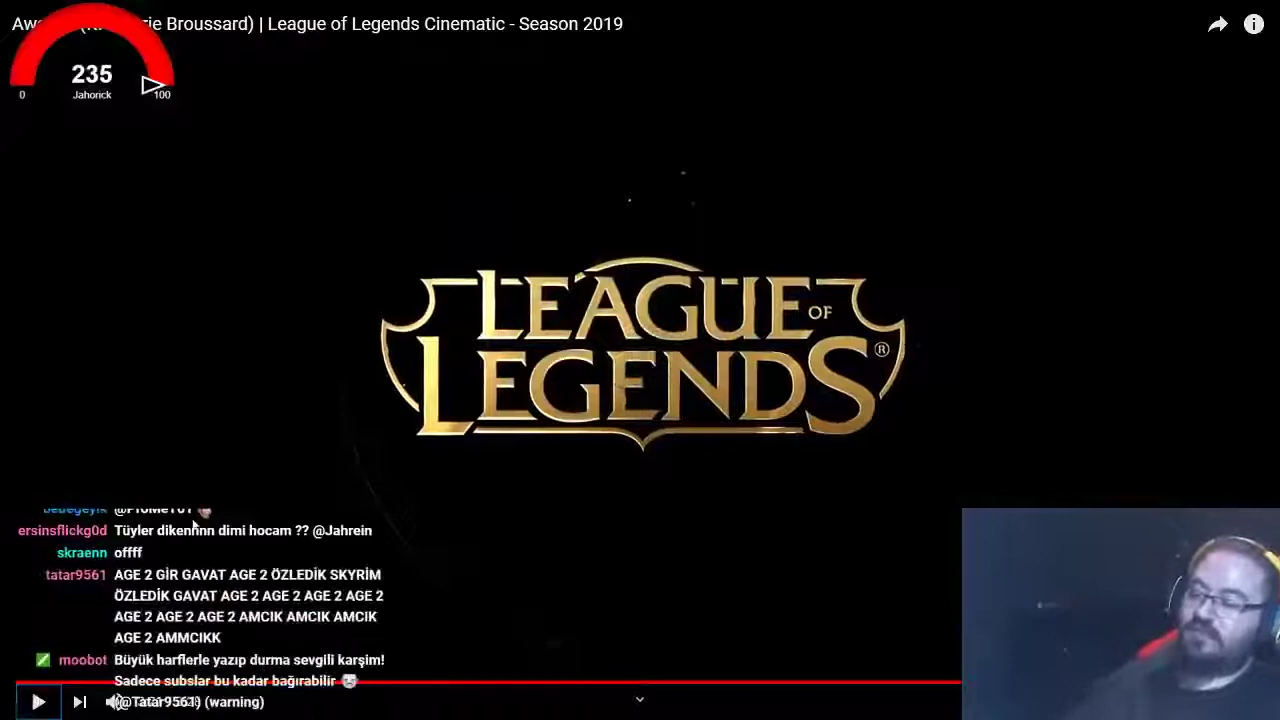 Broussard) | League of Legends Cinematic - Season 2019
235
0
Jahorick
100
LEAGUE
OF
LEGENDS®
ersinsflickg0d Tüyler dikennnn dimi hocam ?? @Jahrein
skraenn offff
tatar9561 AGE 2 GİR GAVAT AGE 2 ÖZLEDİK SKYRİM
ÖZLEDİK GAVAT AGE 2 AGE 2 AGE 2 AGE 2
AGE 2 AGE 2 AGE 2 AMCIK AMCIK AMCIK
AGE 2 AMMCIKK
moobot Büyük harflerle yazıp durma sevgili karşim!
Sadece subslar bu kadar bağırabilir
@Tatar9561) (warning)